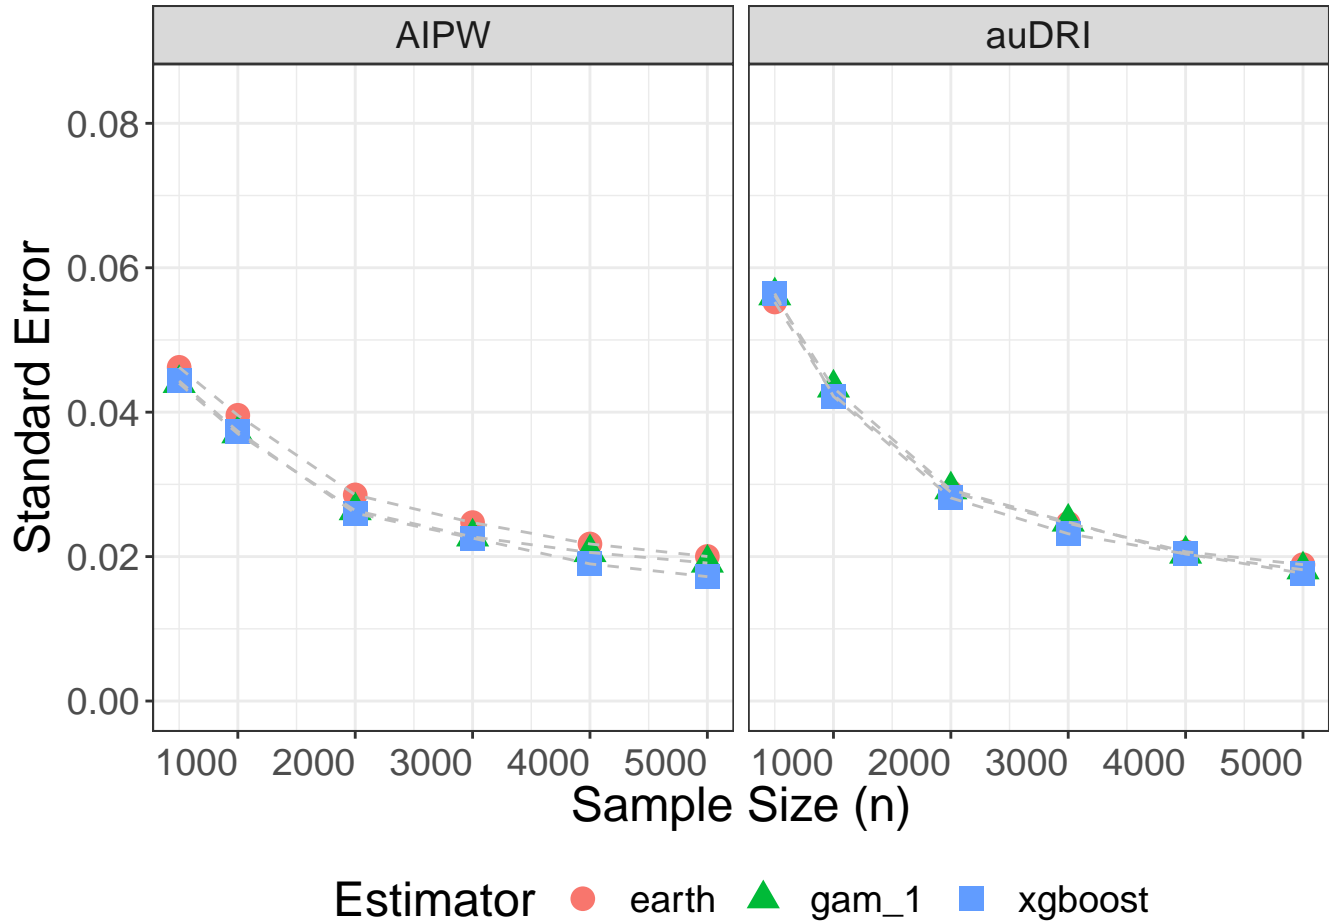 AIPW auDRI
Standard Error
0.08
0.06
0.04
0.02
0.00
1000 2000 3000 4000 5000 1000 2000 3000 4000 5000
Sample Size (n)
Estimator earth gam_1 xgboost